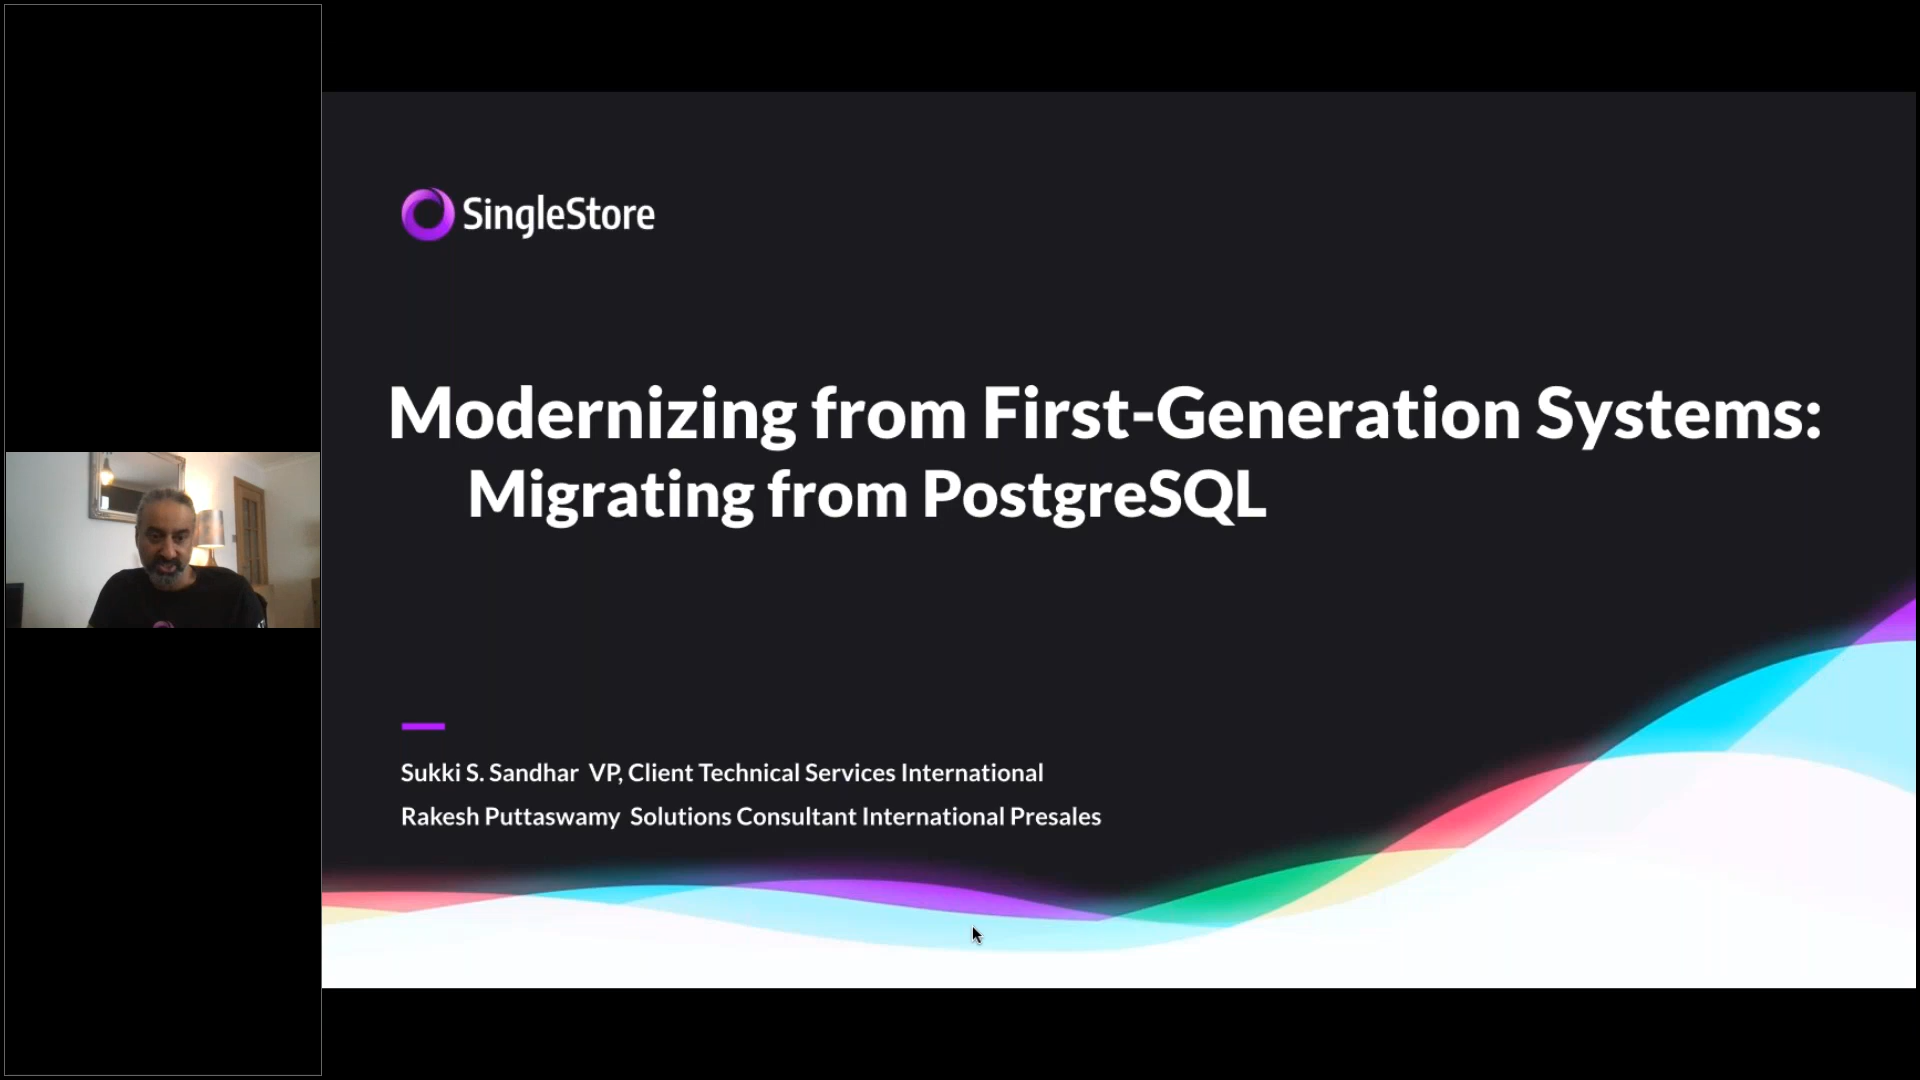 SingleStore
Modernizing from First-Generation Systems:
Migrating from PostgreSQL
Sukki S. Sandhar VP, Client Technical Services International
Rakesh Puttaswamy Solutions Consultant International Presales